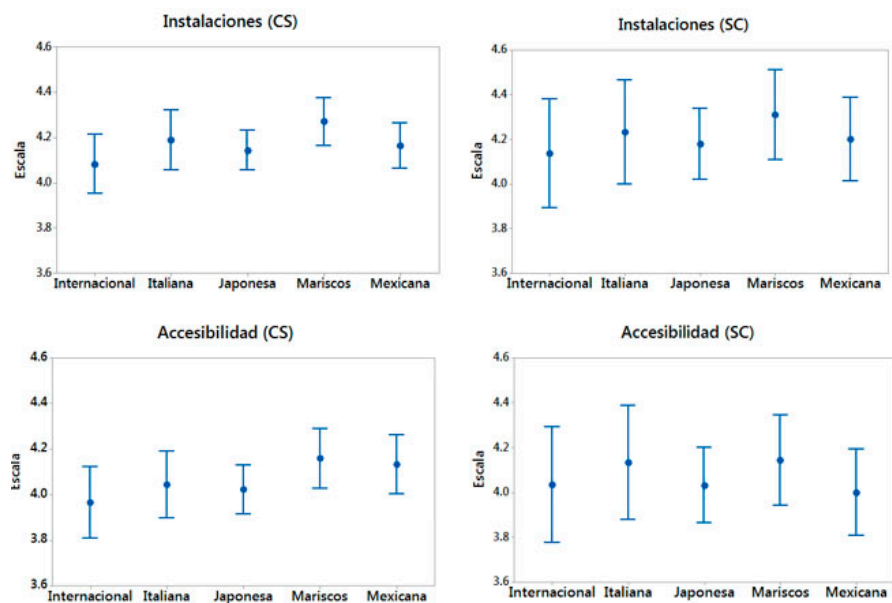 Instalaciones (CS)
4.6
4.4
4.2
4.0
3.8
3.6
Escala
Internacional Italiana Japonesa Mariscos Mexicana
Instalaciones (SC)
4.6
4.4
4.2
4.0
3.8
3.6
Escala
Internacional Italiana Japonesa Mariscos Mexicana
Accesibilidad (CS)
4.6
4.4
4.2
4.0
3.8
3.6
Escala
Internacional Italiana Japonesa Mariscos Mexicana
Accesibilidad (SC)
4.6
4.4
4.2
4.0
3.8
3.6
Escala
Internacional Italiana Japonesa Mariscos Mexicana